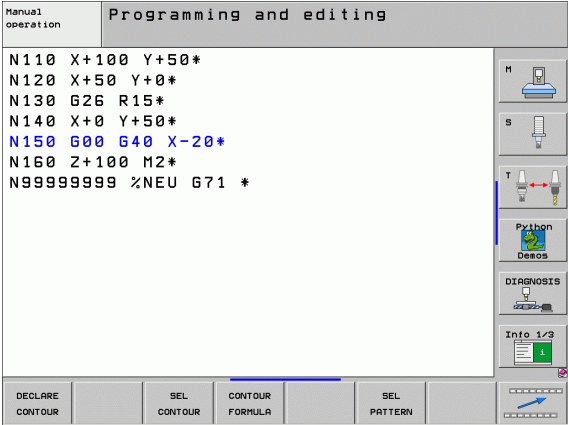 Manual
operation
Programming and editing
N110 X+100 Y+50*
N120 X+50 Y+0*
N130 G26 R15*
N140 X+0 Y+50*
N150 G00 G40 X-20*
N160 Z+100 M2*
N99999999 %NEU G71 *
M
S
T
Python
Demos
DIAGNOSIS
Info 1/3
i
DECLARE
CONTOUR
SEL
CONTOUR
CONTOUR
FORMULA
SEL
PATTERN